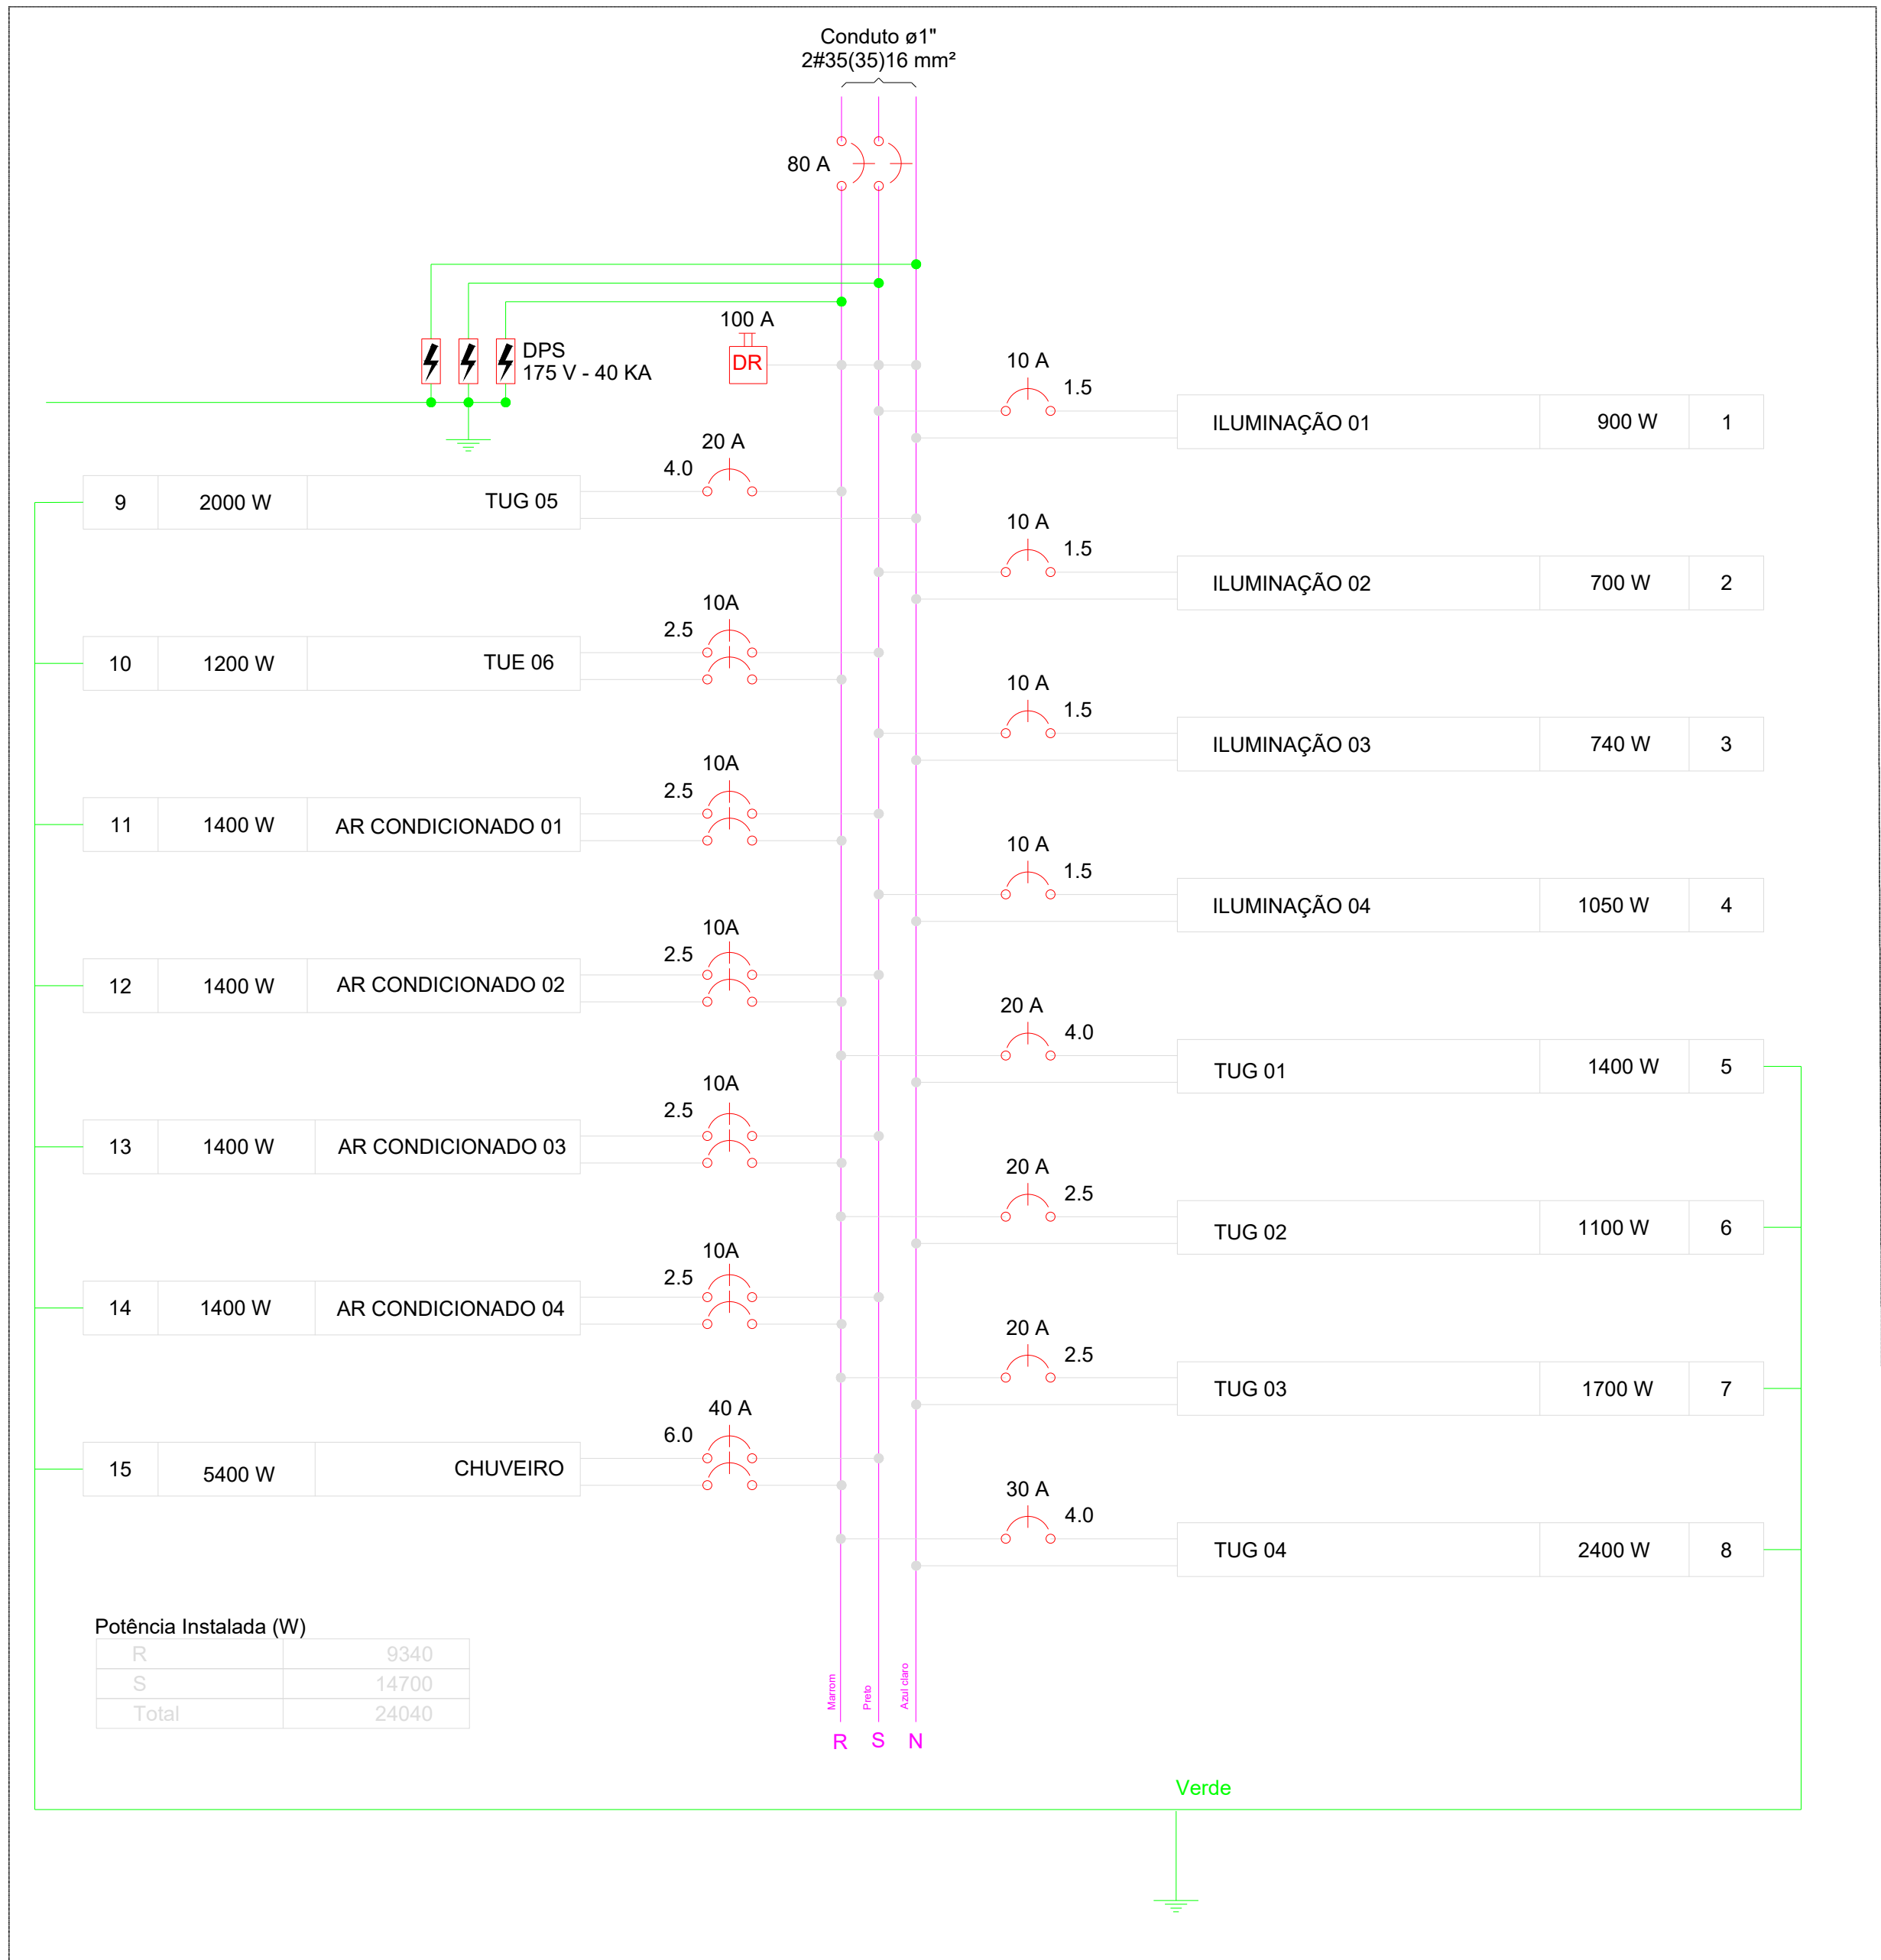 Conduto ø1"
2#35(35)16 mm²
80 A
100 A
DR
DPS
175 V - 40 KA
10 A
1.5
ILUMINAÇÃO 01 900 W 1
20 A
4.0
9 2000 W TUG 05
10 A
1.5
ILUMINAÇÃO 02 700 W 2
10A
2.5
10 1200 W TUE 06
10 A
1.5
ILUMINAÇÃO 03 740 W 3
10A
2.5
11 1400 W AR CONDICIONADO 01
10 A
1.5
ILUMINAÇÃO 04 1050 W 4
10A
2.5
12 1400 W AR CONDICIONADO 02
20 A
4.0
TUG 01 1400 W 5
10A
2.5
13 1400 W AR CONDICIONADO 03
20 A
2.5
TUG 02 1100 W 6
10A
2.5
14 1400 W AR CONDICIONADO 04
20 A
2.5
TUG 03 1700 W 7
40 A
6.0
15 5400 W CHUVEIRO
30 A
4.0
TUG 04 2400 W 8
Potência Instalada (W)
R 9340
S 14700
Total 24040
Marrom
Preto
Azul claro
R S N
Verde